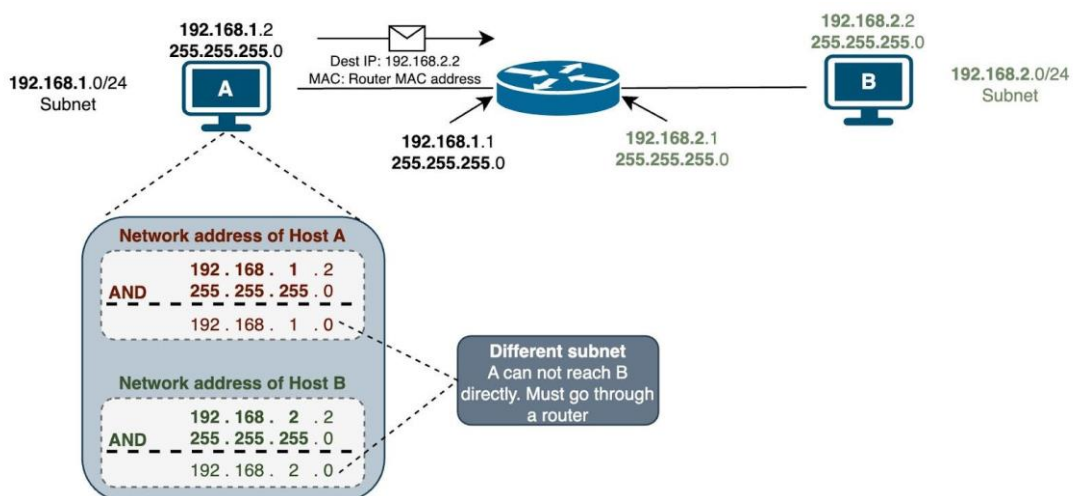 192.168.1.2
255.255.255.0
192.168.1.0/24
Subnet
A
Dest IP: 192.168.2.2
MAC: Router MAC address
192.168.1.1
255.255.255.0
192.168.2.1
255.255.255.0
192.168.2.2
255.255.255.0
B
192.168.2.0/24
Subnet
Network address of Host A
192 . 168 . 1 . 2
AND 255 . 255 . 255 . 0
192 . 168 . 1 . 0
Network address of Host B
192 . 168 . 2 . 2
AND 255 . 255 . 255 . 0
192 . 168 . 2 . 0
Different subnet
A can not reach B
directly. Must go through
a router